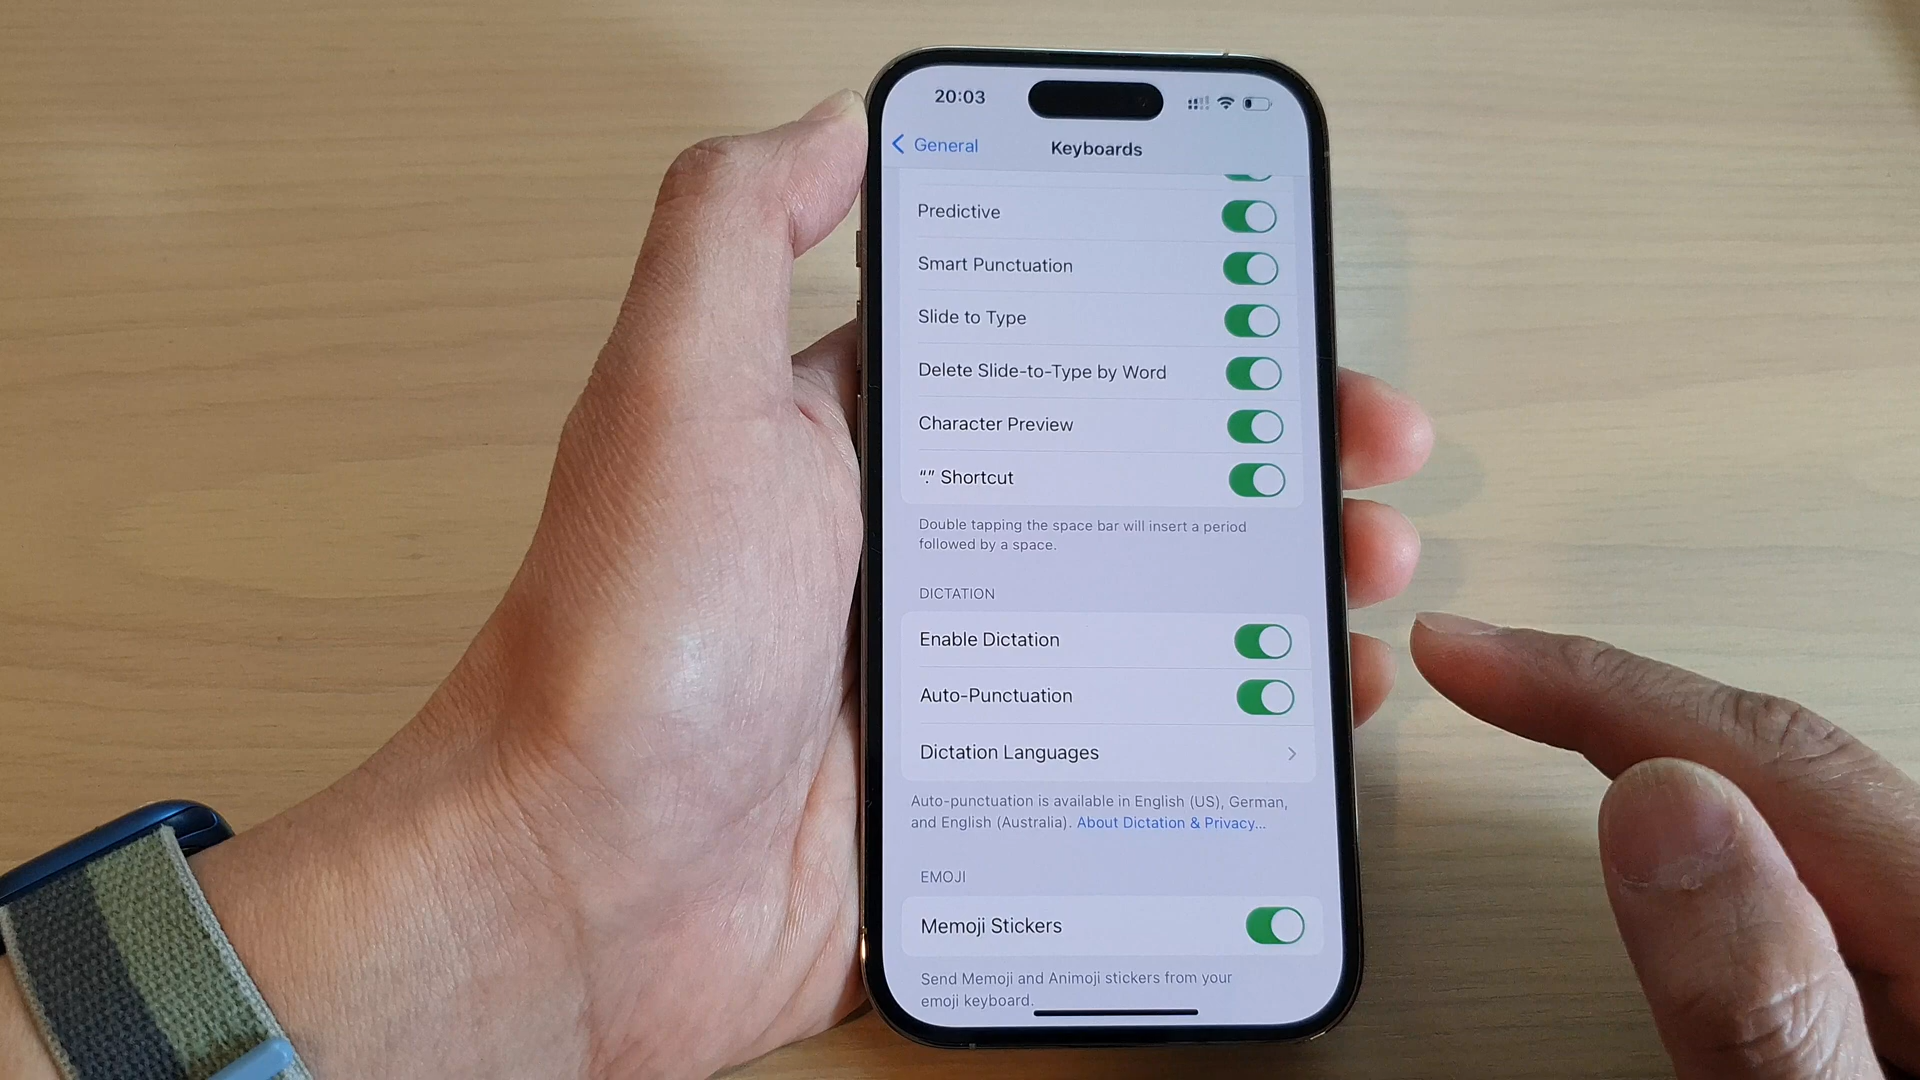 20:03
General
Keyboards
Predictive
Smart Punctuation
Slide to Type
Delete Slide-to-Type by Word
Character Preview
“.” Shortcut
Double tapping the space bar will insert a period
followed by a space.
DICTATION
Enable Dictation
Auto-Punctuation
Dictation Languages
Auto-punctuation is available in English (US), German,
and English (Australia). About Dictation & Privacy...
EMOJI
Memoji Stickers
Send Memoji and Animoji stickers from your
emoji keyboard.